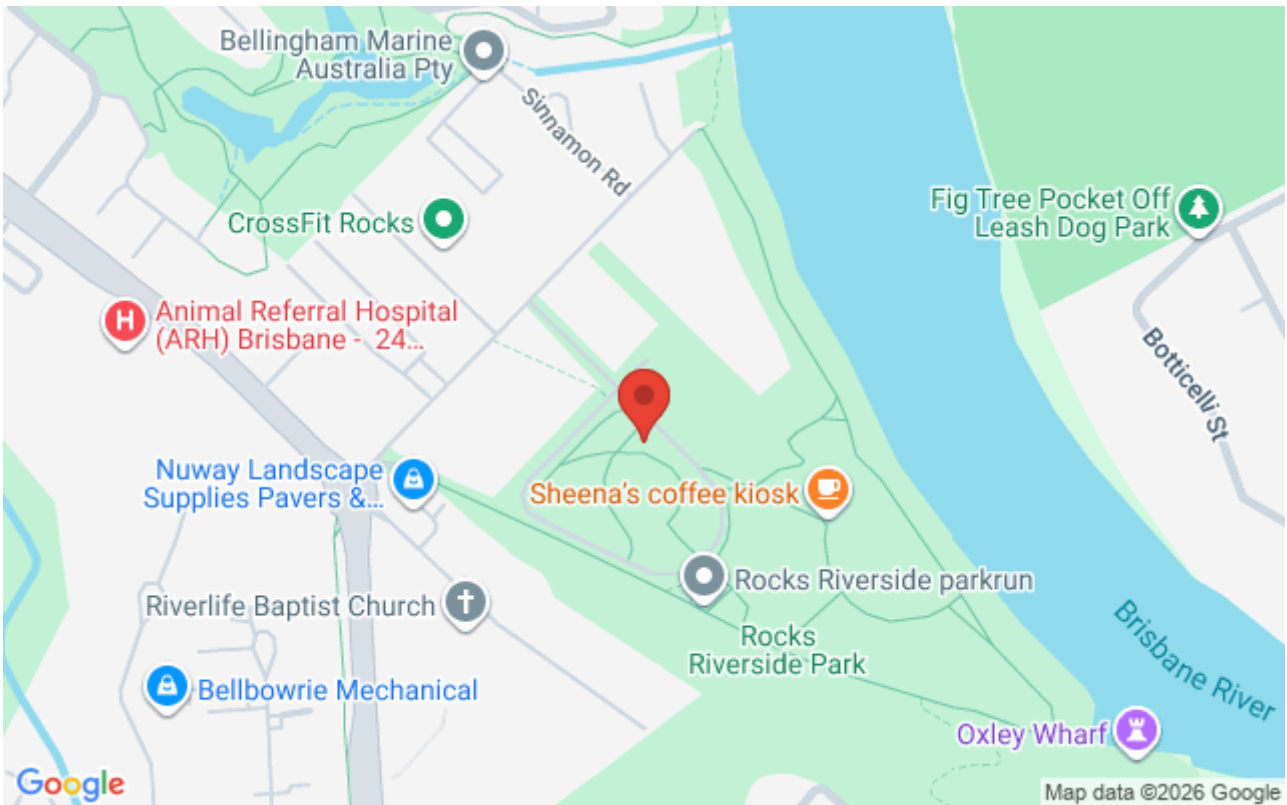 Bellingham Marine
Australia Pty
Sinnamon Rd
Fig Tree Pocket Off
Leash Dog Park
CrossFit Rocks
H
Animal Referral Hospital
(ARH) Brisbane - 24...
Botticelli St
Nuway Landscape
Supplies Pavers &...
Sheena's coffee kiosk
Rocks Riverside parkrun
Riverlife Baptist Church
Rocks
Riverside Park
Brisbane River
Bellbowrie Mechanical
Oxley Wharf
Google
Map data ©2026 Google